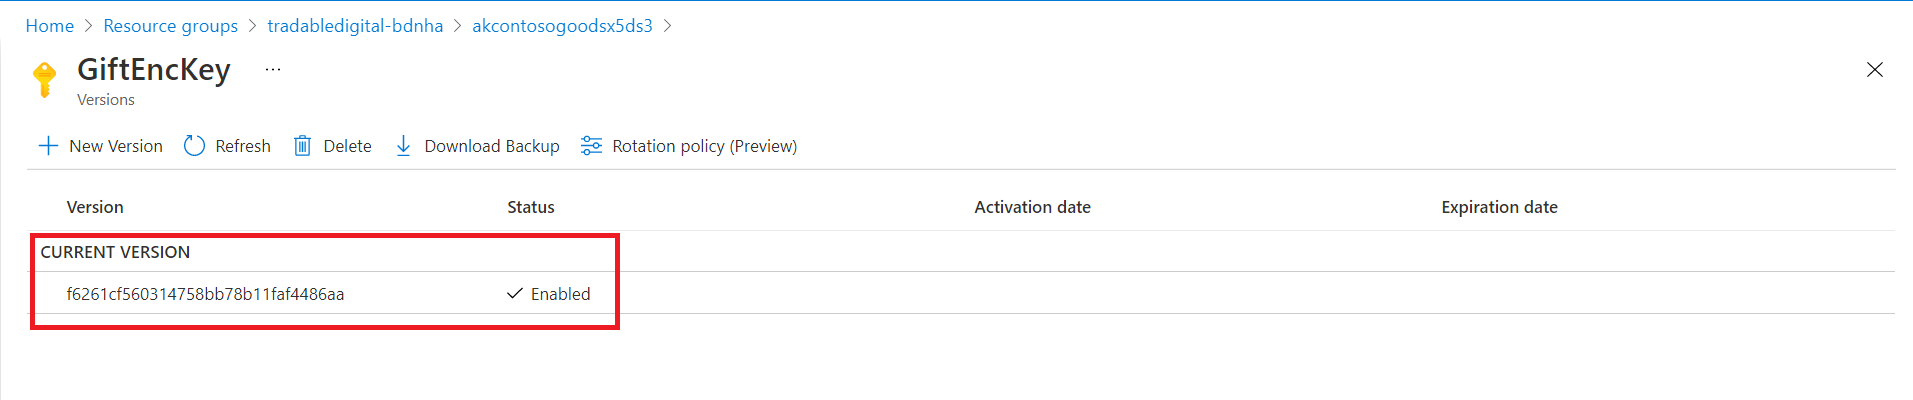 Home > Resource groups > tradabledigital-bdnha > akcontosogoodsx5ds3 >
GiftEncKey ...
Versions
New Version Refresh Delete Download Backup Rotation policy (Preview)
Version Status Activation date Expiration date
CURRENT VERSION
f6261cf560314758bb78b11faf4486aa Enabled